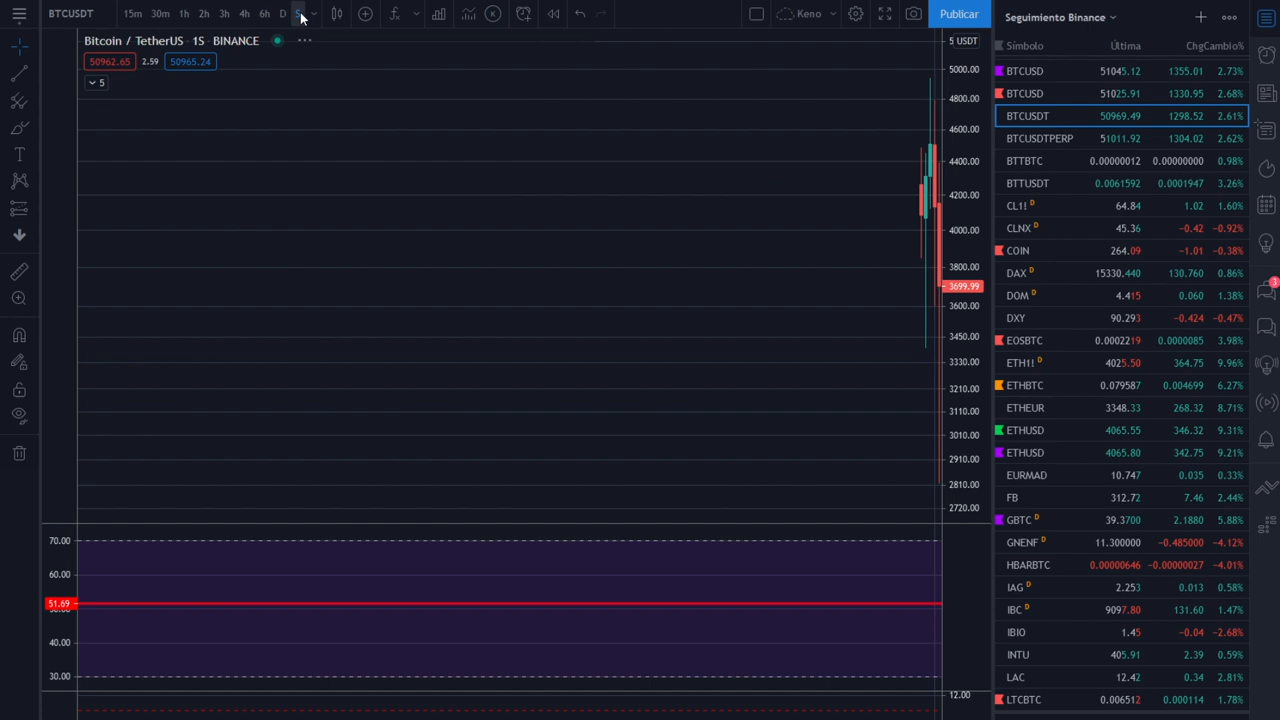 BTCUSDT 15m 30m 1h 2h 3h 4h 6h D S Keno Publicar
Bitcoin / TetherUS · 1S · BINANCE
50962.65 2.59 50965.24
5
USDT
5000.00
4800.00
4600.00
4400.00
4200.00
4000.00
3800.00
3699.99
3600.00
3450.00
3330.00
3210.00
3110.00
3010.00
2910.00
2810.00
2720.00
70.00
60.00
51.69
40.00
30.00
12.00
Seguimiento Binance
Símbolo Última Chg Cambio%
BTCUSD 51045.12 1355.01 2.73%
BTCUSD 51025.91 1330.95 2.68%
BTCUSDT 50969.49 1298.52 2.61%
BTCUSDTPERP 51011.92 1304.02 2.62%
BTTBTC 0.00000012 0.00000000 0.98%
BTTUSDT 0.0061592 0.0001947 3.26%
CL1! D 64.84 1.02 1.60%
CLNX D 45.36 -0.42 -0.92%
COIN 264.09 -1.01 -0.38%
DAX D 15330.440 130.760 0.86%
DOM D 4.415 0.060 1.38%
DXY 90.293 -0.424 -0.47%
EOSBTC 0.0002219 0.0000085 3.98%
ETH1! D 4025.50 364.75 9.96%
ETHBTC 0.079587 0.004699 6.27%
ETHEUR 3348.33 268.32 8.71%
ETHUSD 4065.55 346.32 9.31%
ETHUSD 4065.80 342.75 9.21%
EURMAD 10.747 0.035 0.33%
FB 312.72 7.46 2.44%
GBTC D 39.3700 2.1880 5.88%
GNENF D 11.300000 -0.485000 -4.12%
HBARBTC 0.00000646 -0.00000027 -4.01%
IAG D 2.253 0.013 0.58%
IBC D 9097.80 131.60 1.47%
IBIO 1.45 -0.04 -2.68%
INTU 405.91 2.39 0.59%
LAC 12.42 0.34 2.81%
LTCBTC 0.006512 0.000114 1.78%
3